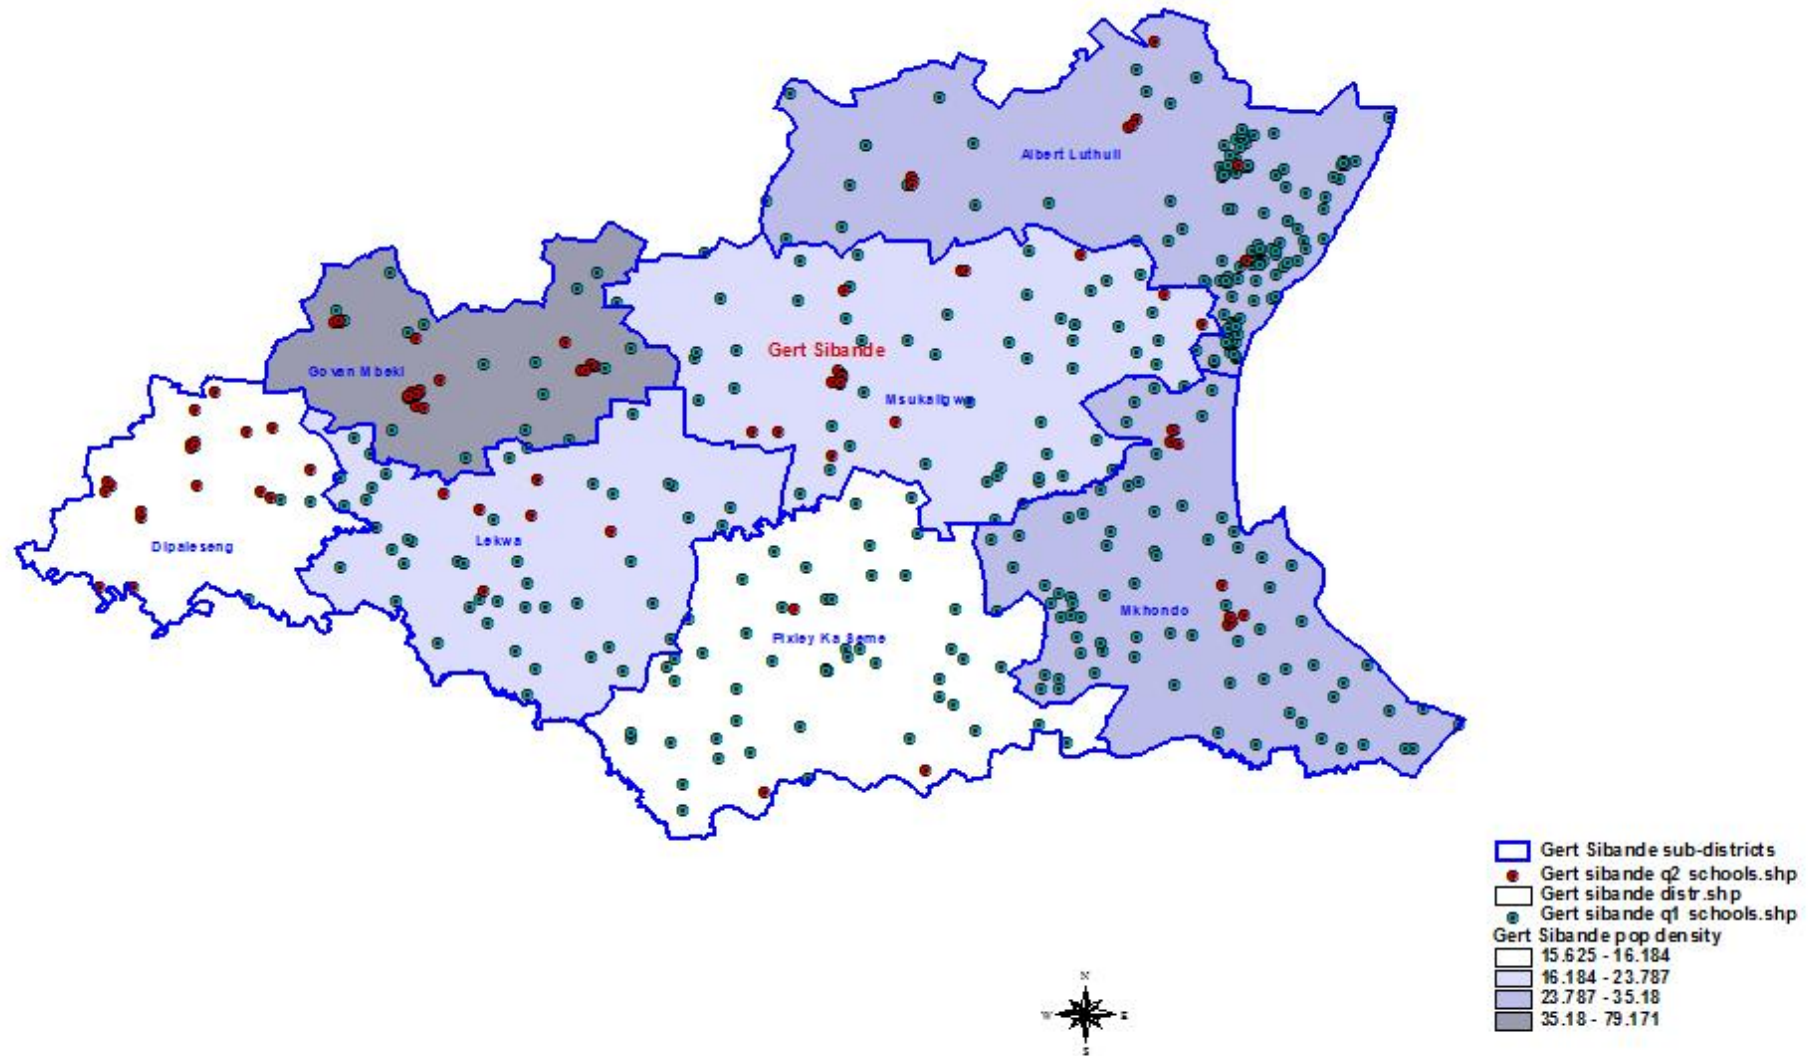 Albert Luthuli
Gert Sibande
Govan Mbeki
Msukaligwa
Dipaleseng
Lekwa
Mkhondo
Pixley Ka Seme
Gert Sibande sub-districts
Gert sibande q2 schools.shp
Gert sibande distr.shp
Gert sibande q1 schools.shp
Gert Sibande pop density
15.625 - 16.184
16.184 - 23.787
23.787 - 35.18
35.18 - 79.171
N
W E
S